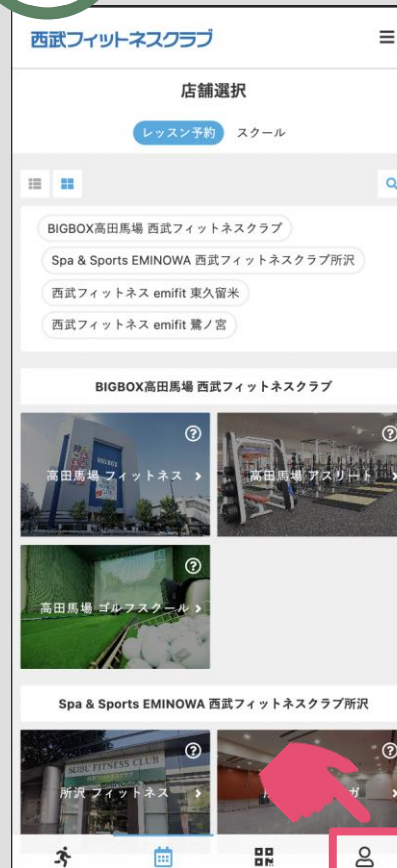 西武フィットネスクラブ
店舗選択
レッスン予約 スクール
BIGBOX高田馬場 西武フィットネスクラブ
Spa & Sports EMINOWA 西武フィットネスクラブ所沢
西武フィットネス emifit 東久留米
西武フィットネス emifit 鷺ノ宮
BIGBOX高田馬場 西武フィットネスクラブ
BIGBOX
高田馬場 フィットネス
高田馬場 アスリート
高田馬場 ゴルフスクール
Spa & Sports EMINOWA 西武フィットネスクラブ所沢
SEIBU FITNESS CLUB
所沢 フィットネス
ガ